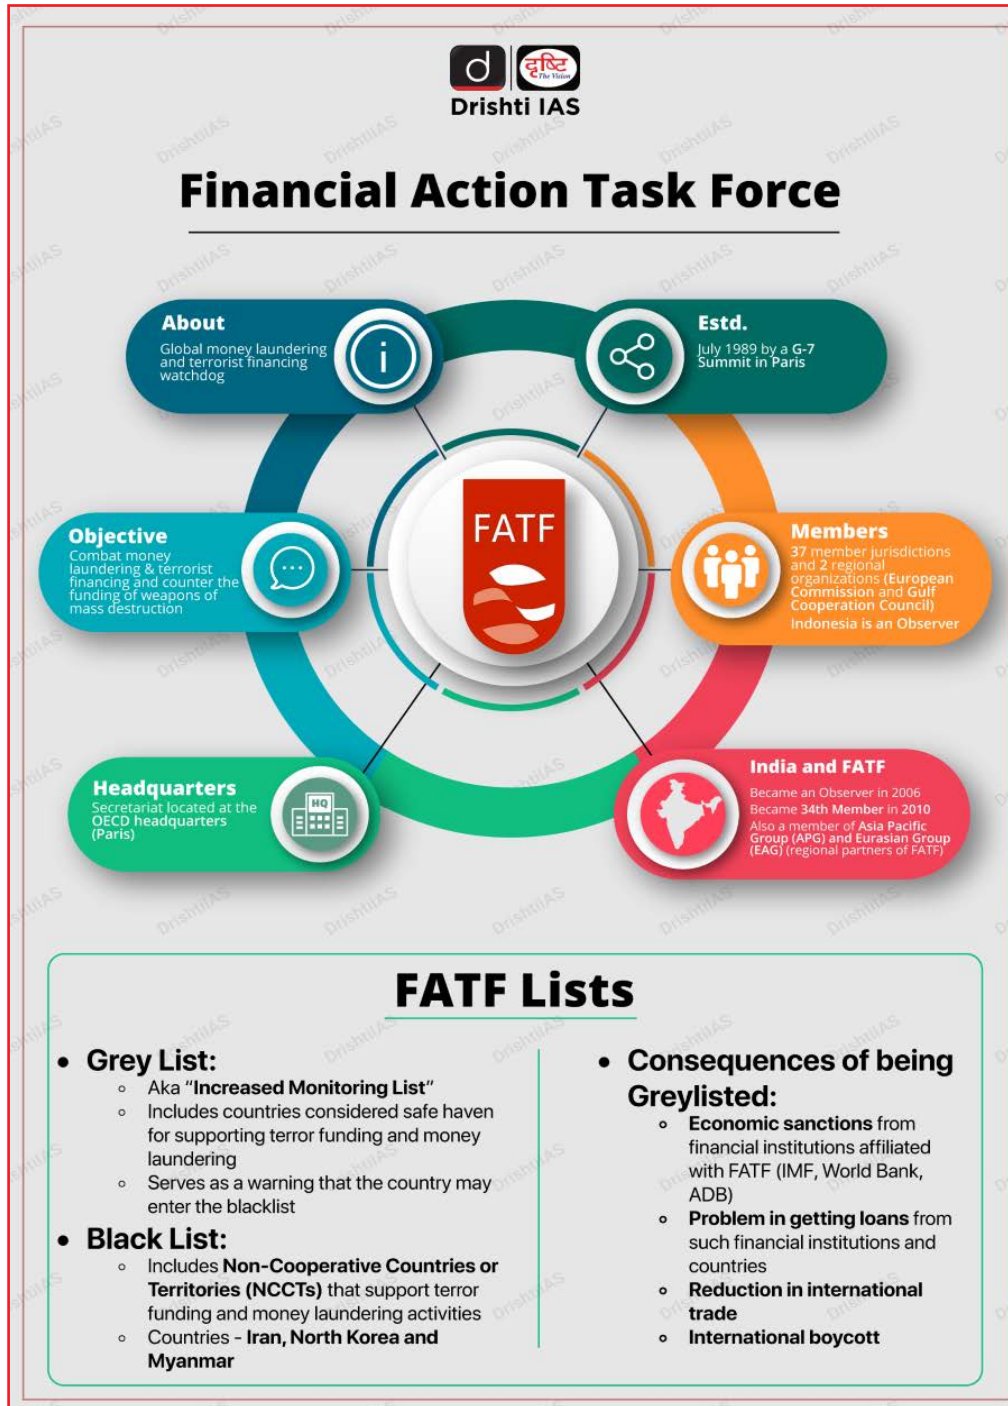 d
दृष्टि
The Vision
Drishti IAS
Financial Action Task Force
About
Global money laundering
and terrorist financing
watchdog
i
Estd.
July 1989 by a G-7
Summit in Paris
Objective
Combat money
laundering & terrorist
financing and counter the
funding of weapons of
mass destruction
FATF
Members
37 member jurisdictions
and 2 regional
organizations (European
Commission and Gulf
Cooperation Council)
Indonesia is an Observer
Headquarters
Secretariat located at the
OECD headquarters
(Paris)
HQ
India and FATF
Became an Observer in 2006
Became 34th Member in 2010
Also a member of Asia Pacific
Group (APG) and Eurasian Group
(EAG) (regional partners of FATF)
FATF Lists
• Grey List:
◦ Aka “Increased Monitoring List”
◦ Includes countries considered safe haven
for supporting terror funding and money
laundering
◦ Serves as a warning that the country may
enter the blacklist
• Black List:
◦ Includes Non-Cooperative Countries or
Territories (NCCTs) that support terror
funding and money laundering activities
◦ Countries - Iran, North Korea and
Myanmar
• Consequences of being
Greylisted:
◦ Economic sanctions from
financial institutions affiliated
with FATF (IMF, World Bank,
ADB)
◦ Problem in getting loans from
such financial institutions and
countries
◦ Reduction in international
trade
◦ International boycott
DrishtiIAS